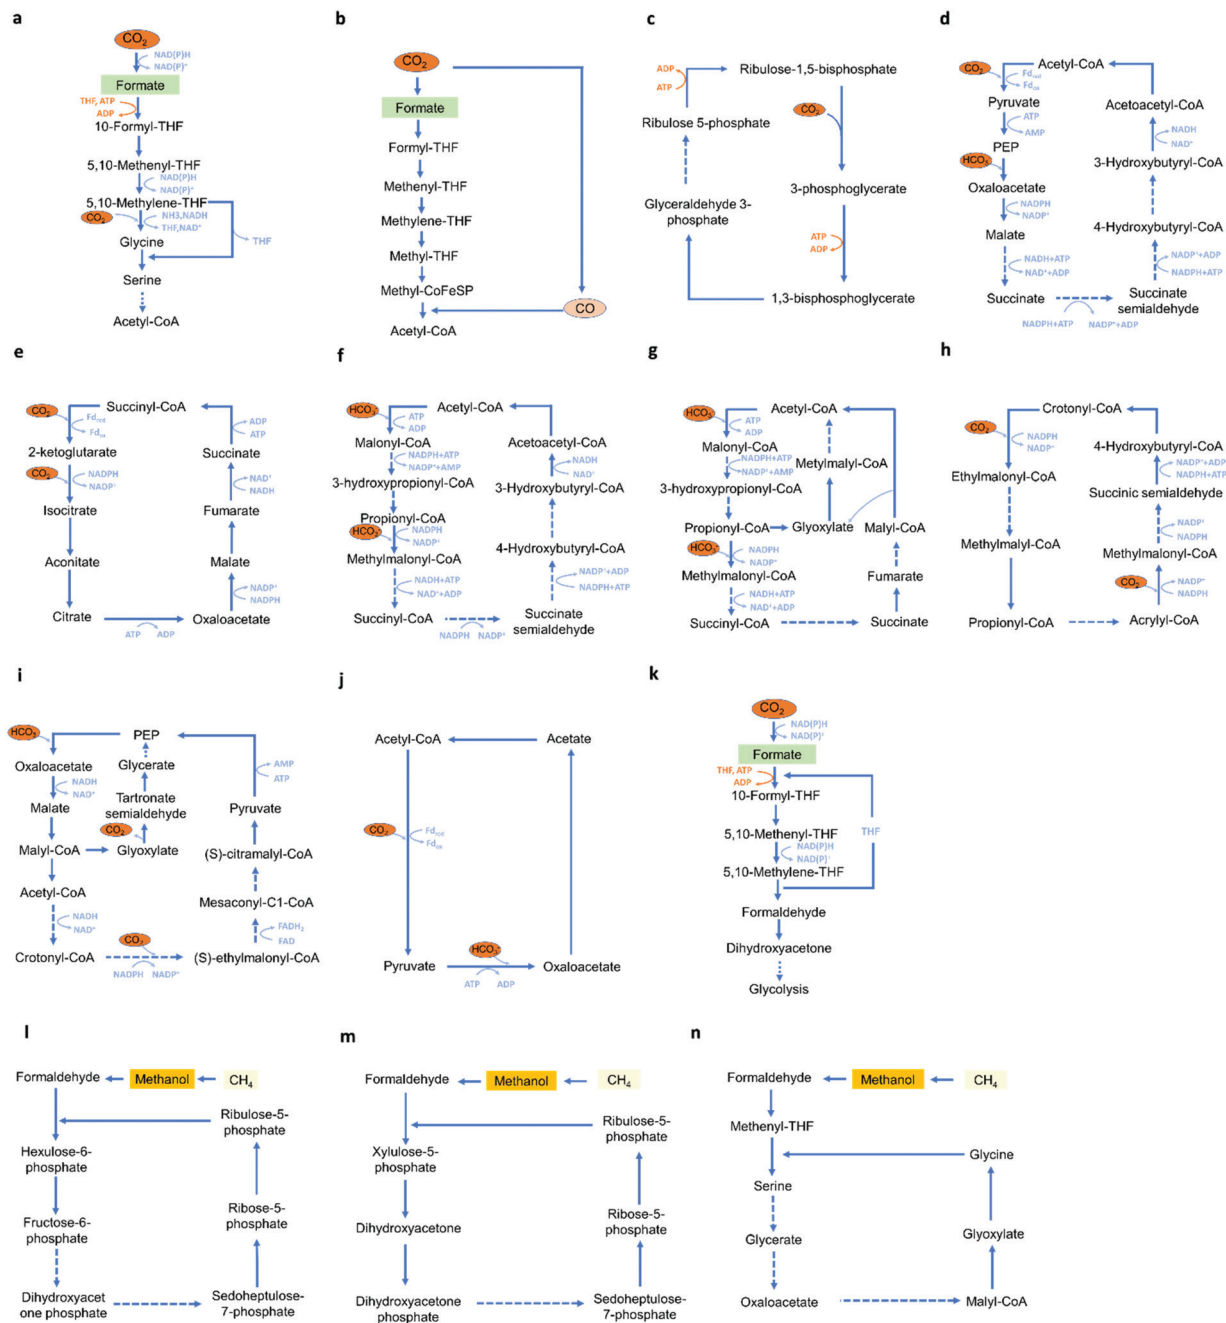 a
CO2
NAD(P)H
NAD(P)+
Formate
THF, ATP
ADP
10-Formyl-THF
5,10-Methenyl-THF
NAD(P)H
NAD(P)+
5,10-Methylene-THF
CO2
NH3,NADH
THF,NAD+
THF
Glycine
Serine
Acetyl-CoA
b
CO2
Formate
Formyl-THF
Methenyl-THF
Methylene-THF
Methyl-THF
Methyl-CoFeSP
CO
Acetyl-CoA
c
ADP
ATP
Ribulose-1,5-bisphosphate
CO2
Ribulose 5-phosphate
3-phosphoglycerate
Glyceraldehyde 3-
phosphate
ATP
ADP
1,3-bisphosphoglycerate
d
CO2
Acetyl-CoA
Fdred
Fdox
Pyruvate
Acetoacetyl-CoA
ATP
AMP
NADH
NAD+
PEP
HCO3-
3-Hydroxybutyryl-CoA
Oxaloacetate
NADPH
NADP+
Malate
4-Hydroxybutyryl-CoA
NADH+ATP
NAD++ADP
NADP++ADP
NADPH+ATP
Succinate
Succinate
semialdehyde
NADPH+ATP
NADP++ADP
e
CO2
Succinyl-CoA
Fdred
Fdox
ADP
ATP
2-ketoglutarate
Succinate
CO2
NADPH
NADP+
NAD+
NADH
Isocitrate
Fumarate
Aconitate
Malate
NADP+
NADPH
Citrate
Oxaloacetate
ATP
ADP
f
HCO3-
Acetyl-CoA
ATP
ADP
Malonyl-CoA
Acetoacetyl-CoA
NADPH+ATP
NADP++AMP
NADH
NAD+
3-hydroxypropionyl-CoA
3-Hydroxybutyryl-CoA
Propionyl-CoA
HCO3-
NADPH
NADP+
Methylmalonyl-CoA
4-Hydroxybutyryl-CoA
NADH+ATP
NAD++ADP
NADP++ADP
NADPH+ATP
Succinyl-CoA
Succinate
semialdehyde
NADPH
NADP+
g
HCO3-
Acetyl-CoA
ATP
ADP
Malonyl-CoA
NADPH+ATP
NADP++AMP
Metylmalyl-CoA
3-hydroxypropionyl-CoA
Propionyl-CoA
Glyoxylate
Malyl-CoA
HCO3-
NADPH
NADP+
Methylmalonyl-CoA
Fumarate
NADH+ATP
NAD++ADP
Succinyl-CoA
Succinate
h
Crotonyl-CoA
CO2
NADPH
NADP+
4-Hydroxybutyryl-CoA
NADP++ADP
NADPH+ATP
Ethylmalonyl-CoA
Succinic semialdehyde
NADP+
NADPH
Methylmalyl-CoA
Methylmalonyl-CoA
CO2
NADP+
NADPH
Propionyl-CoA
Acrylyl-CoA
i
HCO3-
PEP
Oxaloacetate
Glycerate
AMP
ATP
NADH
NAD+
Malate
Tartronate
semialdehyde
Pyruvate
CO2
Malyl-CoA
Glyoxylate
(S)-citramalyl-CoA
Acetyl-CoA
Mesaconyl-C1-CoA
NADH
NAD+
CO2
FADH2
FAD
Crotonyl-CoA
(S)-ethylmalonyl-CoA
NADPH
NADP+
j
Acetyl-CoA
Acetate
CO2
Fdred
Fdox
HCO3-
Pyruvate
Oxaloacetate
ATP
ADP
k
CO2
NAD(P)H
NAD(P)+
Formate
THF, ATP
ADP
10-Formyl-THF
5,10-Methenyl-THF
THF
NAD(P)H
NAD(P)+
5,10-Methylene-THF
Formaldehyde
Dihydroxyacetone
Glycolysis
l
Formaldehyde
Methanol
CH4
Ribulose-5-
phosphate
Hexulose-6-
phosphate
Ribose-5-
phosphate
Fructose-6-
phosphate
Dihydroxyacet
one phosphate
Sedoheptulose-
7-phosphate
m
Formaldehyde
Methanol
CH4
Ribulose-5-
phosphate
Xylulose-5-
phosphate
Ribose-5-
phosphate
Dihydroxyacetone
Dihydroxyacetone
phosphate
Sedoheptulose-
7-phosphate
n
Formaldehyde
Methanol
CH4
Methenyl-THF
Glycine
Serine
Glyoxylate
Glycerate
Oxaloacetate
Malyl-CoA